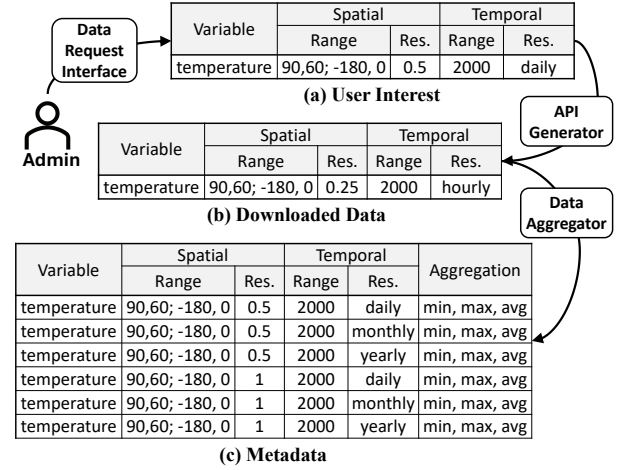 Data
Request
Interface
Admin
Variable Spatial Temporal
Range Res. Range Res.
temperature 90,60; -180, 0 0.5 2000 daily
(a) User Interest
API
Generator
Variable Spatial Temporal
Range Res. Range Res.
temperature 90,60; -180, 0 0.25 2000 hourly
(b) Downloaded Data
Data
Aggregator
Variable Spatial Temporal Aggregation
Range Res. Range Res.
temperature 90,60; -180, 0 0.5 2000 daily min, max, avg
temperature 90,60; -180, 0 0.5 2000 monthly min, max, avg
temperature 90,60; -180, 0 0.5 2000 yearly min, max, avg
temperature 90,60; -180, 0 1 2000 daily min, max, avg
temperature 90,60; -180, 0 1 2000 monthly min, max, avg
temperature 90,60; -180, 0 1 2000 yearly min, max, avg
(c) Metadata